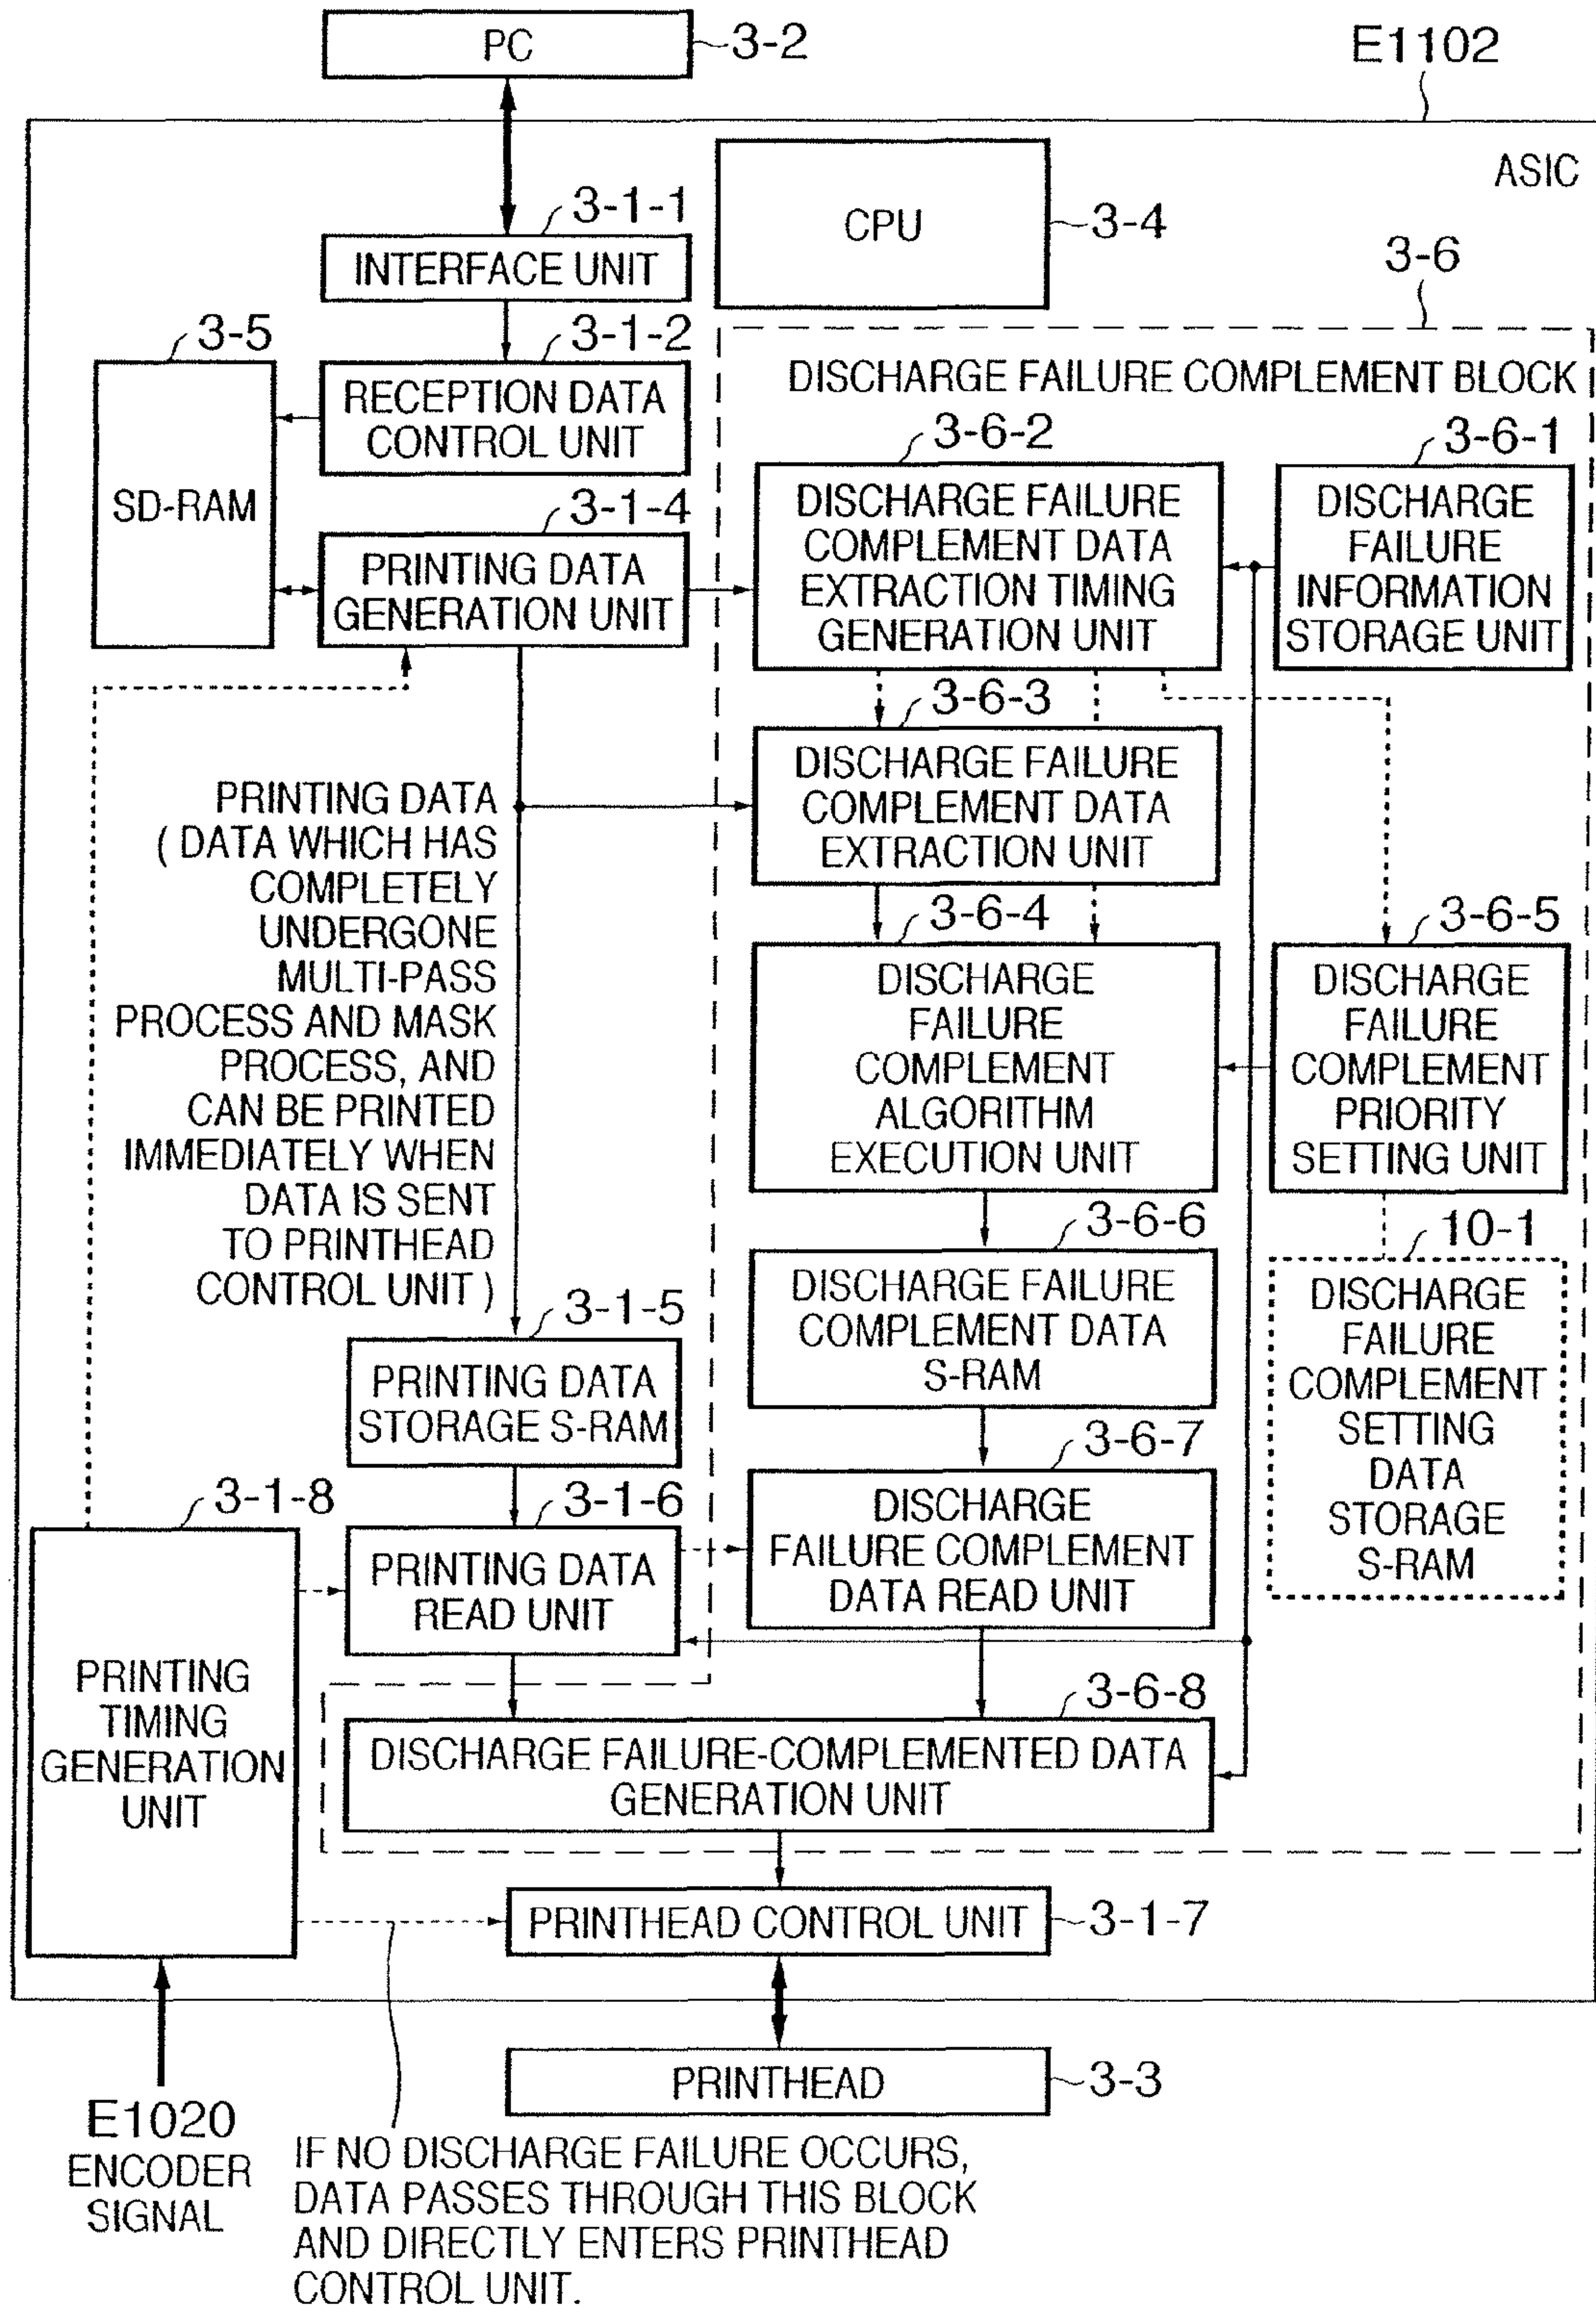 PC
3-2
E1102
ASIC
CPU
3-4
3-1-1
INTERFACE UNIT
3-6
3-5
SD-RAM
3-1-2
RECEPTION DATA
CONTROL UNIT
DISCHARGE FAILURE COMPLEMENT BLOCK
3-1-4
PRINTING DATA
GENERATION UNIT
3-6-2
DISCHARGE FAILURE
COMPLEMENT DATA
EXTRACTION TIMING
GENERATION UNIT
3-6-1
DISCHARGE
FAILURE
INFORMATION
STORAGE UNIT
3-6-3
DISCHARGE FAILURE
COMPLEMENT DATA
EXTRACTION UNIT
PRINTING DATA
( DATA WHICH HAS
COMPLETELY
UNDERGONE
MULTI-PASS
PROCESS AND MASK
PROCESS, AND
CAN BE PRINTED
IMMEDIATELY WHEN
DATA IS SENT
TO PRINTHEAD
CONTROL UNIT )
3-6-4
DISCHARGE
FAILURE
COMPLEMENT
ALGORITHM
EXECUTION UNIT
3-6-5
DISCHARGE
FAILURE
COMPLEMENT
PRIORITY
SETTING UNIT
3-6-6
DISCHARGE FAILURE
COMPLEMENT DATA
S-RAM
10-1
DISCHARGE
FAILURE
COMPLEMENT
SETTING
DATA
STORAGE
S-RAM
3-1-5
PRINTING DATA
STORAGE S-RAM
3-6-7
DISCHARGE
FAILURE COMPLEMENT
DATA READ UNIT
3-1-8
PRINTING
TIMING
GENERATION
UNIT
3-1-6
PRINTING DATA
READ UNIT
3-6-8
DISCHARGE FAILURE-COMPLEMENTED DATA
GENERATION UNIT
PRINTHEAD CONTROL UNIT
3-1-7
PRINTHEAD
3-3
E1020
ENCODER
SIGNAL
IF NO DISCHARGE FAILURE OCCURS,
DATA PASSES THROUGH THIS BLOCK
AND DIRECTLY ENTERS PRINTHEAD
CONTROL UNIT.